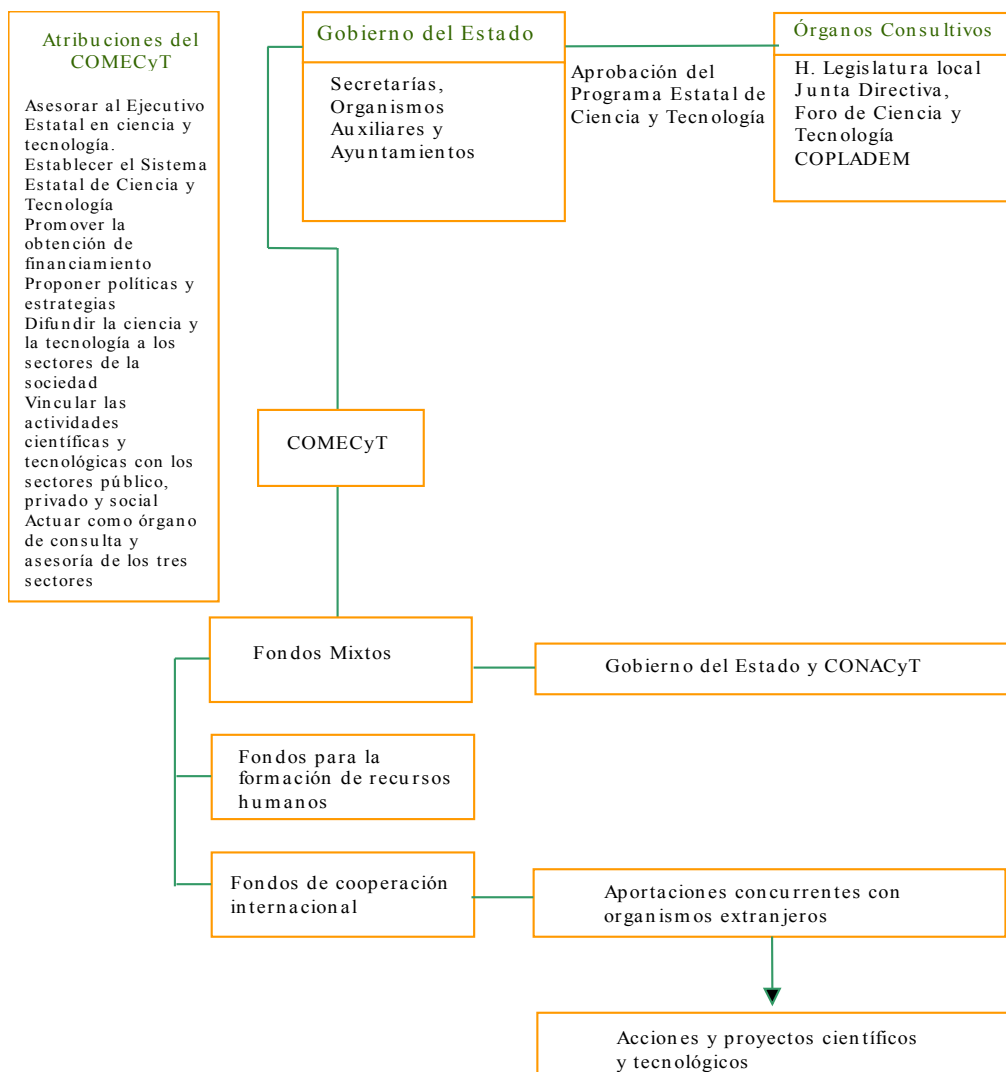 Atribuciones del
COMECyT
Asesorar al Ejecutivo
Estatal en ciencia y
tecnología.
Establecer el Sistema
Estatal de Ciencia y
Tecnología
Promover la
obtención de
financiamiento
Proponer políticas y
estrategias
Difundir la ciencia y
la tecnología a los
sectores de la
sociedad
Vincular las
actividades
científicas y
tecnológicas con los
sectores público,
privado y social
Actuar como órgano
de consulta y
asesoría de los tres
sectores
Gobierno del Estado
Secretarías,
Organismos
Auxiliares y
Ayuntamientos
Aprobación del
Programa Estatal de
Ciencia y Tecnología
Órganos Consultivos
H. Legislatura local
Junta Directiva,
Foro de Ciencia y
Tecnología
COPLADEM
COMECyT
Fondos Mixtos
Gobierno del Estado y CONACyT
Fondos para la
formación de recursos
humanos
Fondos de cooperación
internacional
Aportaciones concurrentes con
organismos extranjeros
Acciones y proyectos científicos
y tecnológicos